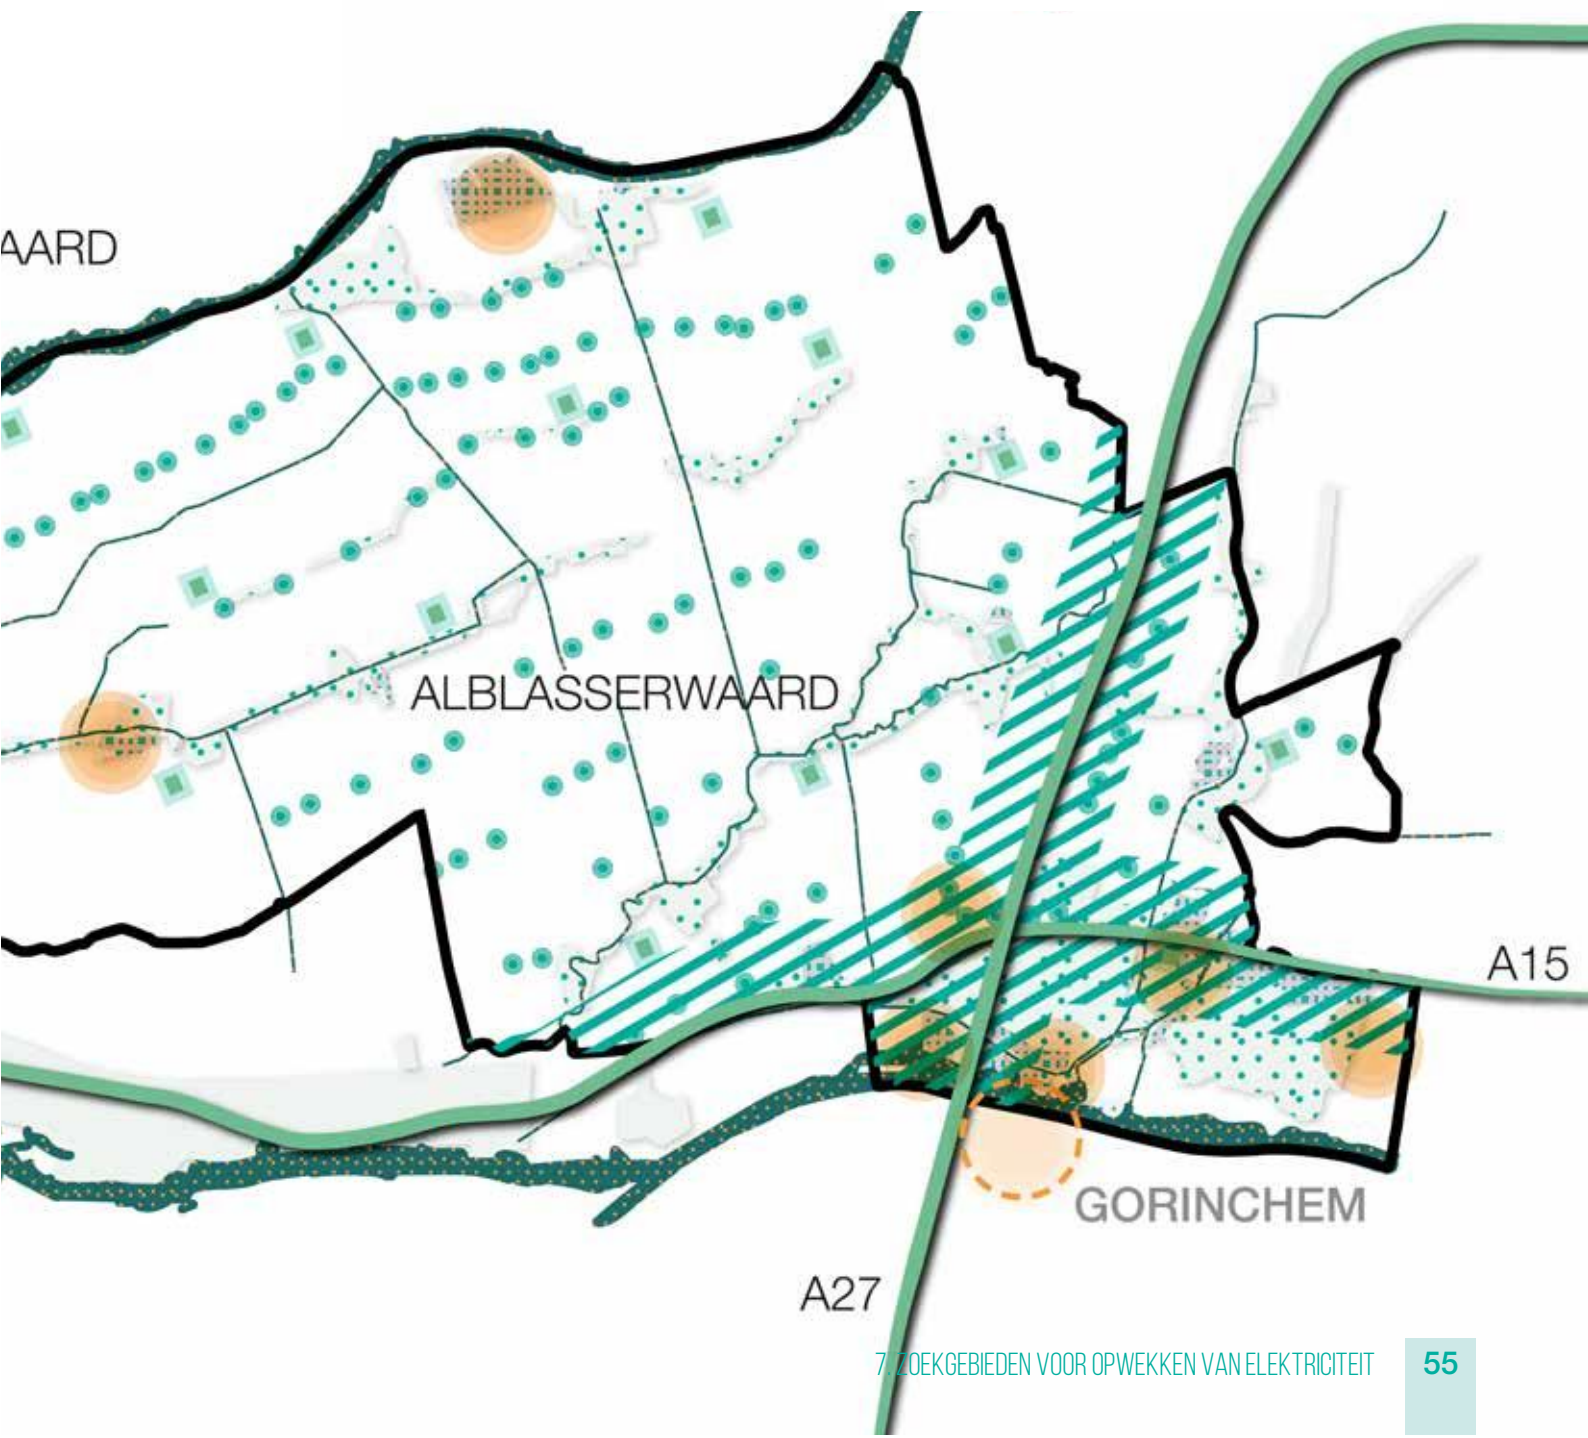 AARD
ALBLASSERWAARD
A15
GORINCHEM
A27
7. ZOEKGEBIEDEN VOOR OPWEKKEN VAN ELEKTRICITEIT 55